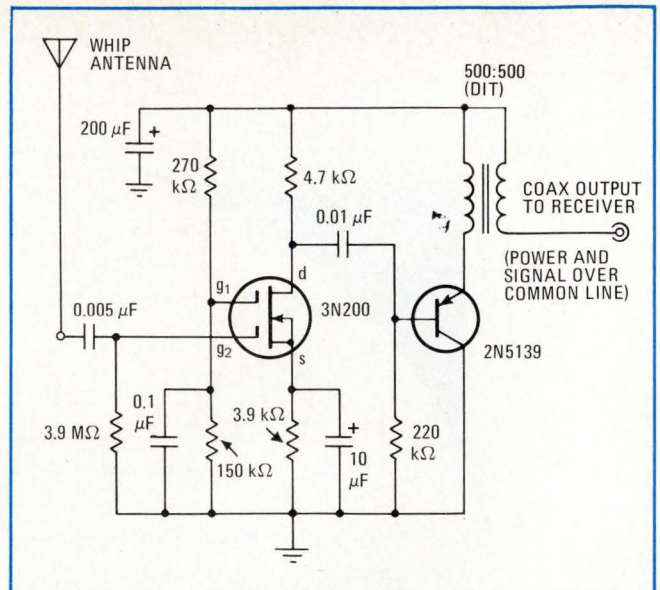 WHIP
ANTENNA
500:500
(DIT)
200 µF
+
270
kΩ
4.7 kΩ
0.01 µF
COAX OUTPUT
TO RECEIVER
(POWER AND
SIGNAL OVER
COMMON LINE)
g1
d
3N200
0.005 µF
g2
s
2N5139
3.9 MΩ
0.1
µF
150 kΩ
3.9 kΩ
+
10
µF
220
kΩ